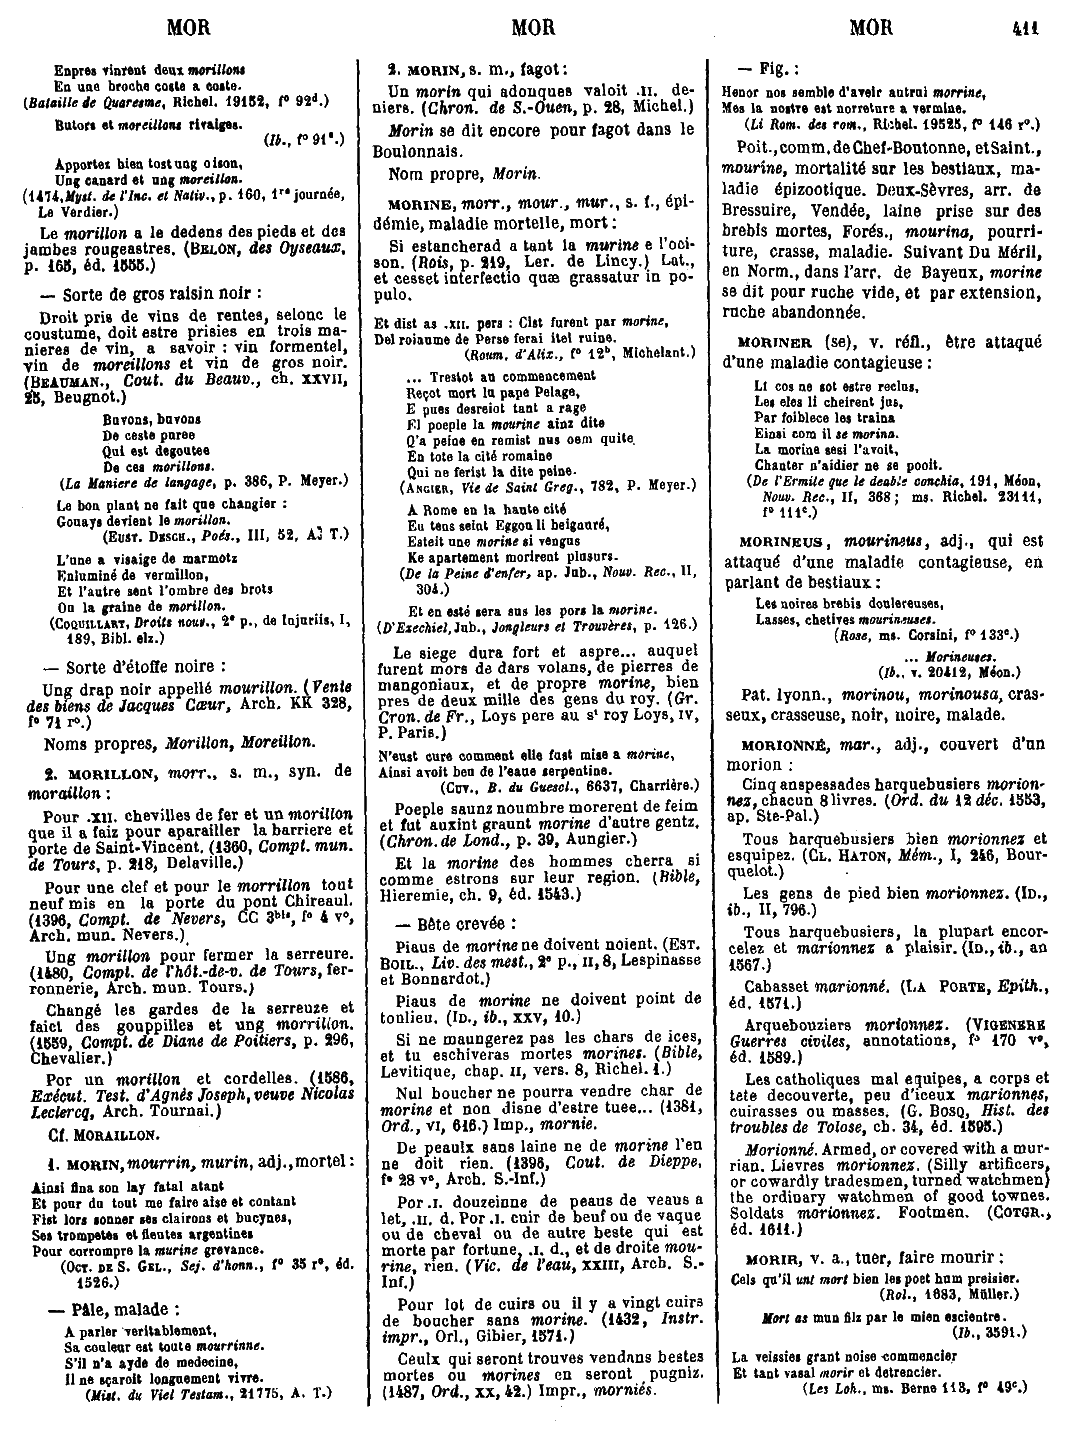 MOR
MOR
MOR 411
Enpres vinrent deux morillons
En une broche coste a coste.
(Bataille de Quaresme, Richel. 19152, f° 92d.)
Butors et moreillons rivaiges.
(Ib., f° 91a.)
Apportez bien tost ung oison,
Ung canard et ung moreillon.
(1474, Myst. de l'Inc. et Nativ., p. 160, 1re journée,
Le Verdier.)
Le morillon a le dedens des pieds et des
jambes rougeastres. (BELON, des Oyseaux,
p. 165, éd. 1555.)
— Sorte de gros raisin noir :
Droit pris de vins de rentes, selonc le
coustume, doit estre prisies en trois ma-
nieres de vin, a savoir : vin formentel,
vin de moreillons et vin de gros noir.
(BEAUMAN., Cout. du Beauv., ch. XXVII,
25, Beugnot.)
Buvons, buvons
De ceste puree
Qui est degoutee
De ces morillons.
(La Maniere de langage, p. 386, P. Meyer.)
Le bon plant ne fait que changier :
Gouays devient le morillon.
(EUST. DESCH., Poés., III, 52, A. T.)
L'une a visaige de marmotz
Enluminé de vermillon,
Et l'autre sent l'ombre des brots
Ou la graine de morillon.
(COQUILLART, Droits nouv., 2e p., de Injuriis, I,
189, Bibl. elz.)
— Sorte d'étoffe noire :
Ung drap noir appellé mourillon. (Vente
des biens de Jacques Cœur, Arch. KK 328,
f° 71 r°.)
Noms propres, Morillon, Moreillon.
2. MORILLON, morr., s. m., syn. de
moraillon :
Pour .XII. chevilles de fer et un morillon
que il a faiz pour aparailler la barriere et
porte de Saint-Vincent. (1360, Compt. mun.
de Tours, p. 218, Delaville.)
Pour une clef et pour le morrillon tout
neuf mis en la porte du pont Chireaul.
(1396, Compt. de Nevers, CC 3bis, f° 4 v°,
Arch. mun. Nevers.)
Ung morillon pour fermer la serreure.
(1480, Compt. de l'hôt.-de-v. de Tours, fer-
ronnerie, Arch. mun. Tours.)
Changé les gardes de la serreuze et
faict des gouppilles et ung morrillon.
(1559, Compt. de Diane de Poitiers, p. 296,
Chevalier.)
Por un morillon et cordelles. (1586,
Exécut. Test. d'Agnès Joseph, veuve Nicolas
Leclercq, Arch. Tournai.)
Cf. MORAILLON.
1. MORIN, mourrin, murin, adj., mortel :
Ainsi fina son lay fatal atant
Et pour du tout me faire aise et contant
Fist lors sonner ses clairons et bucynes,
Ses trompetes et fleutes argentines
Pour corrompre la murine grevance.
(OCT. DE S. GEL., Sej. d'honn., f° 35 r°, éd.
1526.)
— Pâle, malade :
A parler veritablement,
Sa couleur est toute mourrinne.
S'il n'a ayde de medecine,
Il ne sçaroit longuement vivre.
(Mist. du Viel Testam., 21775, A. T.)
2. MORIN, s. m., fagot :
Un morin qui adonques valoit .II. de-
niers. (Chron. de S.-Ouen, p. 28, Michel.)
Morin se dit encore pour fagot dans le
Boulonnais.
Nom propre, Morin.
MORINE, morr., mour., mur., s. f., épi-
démie, maladie mortelle, mort :
Si estancherad a tant la murine e l'oci-
son. (Rois, p. 219, Ler. de Lincy.) Lat.,
et cesset interfectio quæ grassatur in po-
pulo.
Et dist as .XII. pers : Cist furent par morine,
Del roiaume de Perse ferai itel ruine.
(Roum. d'Alix., f° 12b, Michelant.)
... Trestot au commencement
Reçot mort lu pape Pelage,
E pues desreiot tant a rage
El poeple la mourine ainz dite
Q'a peine en remist nus oem quite.
En tote la cité romaine
Qui ne ferist la dite peine.
(ANGIER, Vie de Saint Greg., 782, P. Meyer.)
A Rome en la haute cité
Eu tens seint Eggou li beigauré,
Esteit une morine si vengus
Ke apartement morirent plusurs.
(De la Peine d'enfer, ap. Jub., Nouv. Rec., II,
304.)
Et en esté sera sus les pors la morine.
(D'Ezechiel, Jub., Jongleurs et Trouvères, p. 126.)
Le siege dura fort et aspre... auquel
furent mors de dars volans, de pierres de
mangoniaux, et de propre morine, bien
pres de deux mille des gens du roy. (Gr.
Cron. de Fr., Loys pere au st roy Loys, IV,
P. Paris.)
N'eust cure comment elle fust mise a morine,
Ainsi avoit beu de l'eaue serpentine.
(CUV., B. du Guescl., 6637, Charrière.)
Poeple saunz noumbre morerent de feim
et fut auxint graunt morine d'autre gentz.
(Chron. de Lond., p. 39, Aungier.)
Et la morine des hommes cherra si
comme estrons sur leur region. (Bible,
Hieremie, ch. 9, éd. 1543.)
— Bête crevée :
Piaus de morine ne doivent noient. (EST.
BOIL., Liv. des mest., 2e p., II, 8, Lespinasse
et Bonnardot.)
Piaus de morine ne doivent point de
tonlieu. (ID., ib., XXV, 10.)
Si ne maungerez pas les chars de ices,
et tu eschiveras mortes morines. (Bible,
Levitique, chap. II, vers. 8, Richel. 1.)
Nul boucher ne pourra vendre char de
morine et non disne d'estre tuee... (1381,
Ord., VI, 616.) Imp., mornie.
De peaulx sans laine ne de morine l'en
ne doit rien. (1396, Cout. de Dieppe,
f° 28 v°, Arch. S.-Inf.)
Por .I. douzeinne de peaus de veaus a
let, .II. d. Por .I. cuir de beuf ou de vaque
ou de cheval ou de autre beste qui est
morte par fortune, .I. d., et de droite mou-
rine, rien. (Vic. de l'eau, XXIII, Arch. S.-
Inf.)
Pour lot de cuirs ou il y a vingt cuirs
de boucher sans morine. (1432, Instr.
impr., Orl., Gibier, 1571.)
Ceulx qui seront trouves vendans bestes
mortes ou morines en seront pugniz.
(1487, Ord., XX, 42.) Impr., morniés.
— Fig. :
Henor nos semble d'aveir autrui morrine,
Mes la nostre est norreture a vermine.
(Li Rom. des rom., Richel. 19525, f° 146 r°.)
Poit., comm. de Chef-Boutonne, et Saint.,
mourine, mortalité sur les bestiaux, ma-
ladie épizootique. Deux-Sèvres, arr. de
Bressuire, Vendée, laine prise sur des
brebis mortes, Forés., mourina, pourri-
ture, crasse, maladie. Suivant Du Méril,
en Norm., dans l'arr. de Bayeux, morine
se dit pour ruche vide, et par extension,
ruche abandonnée.
MORINER (se), v. réfl., être attaqué
d'une maladie contagieuse :
Li cos ne sot estre reclus,
Les eles li cheirent jus,
Par foiblece les traina
Einsi com il se morina.
La morine sesi l'avoit,
Chanter n'aidier ne se pooit.
(De l'Ermite que le deable conchia, 191, Méon,
Nouv. Rec., II, 368 ; ms. Richel. 23111,
f° 111c.)
MORINEUS, mourineus, adj., qui est
attaqué d'une maladie contagieuse, en
parlant de bestiaux :
Les noires brebis doulereuses,
Lasses, chetives mourineuses.
(Rose, ms. Corsini, f° 133c.)
... Morineuses.
(Ib., v. 20412, Méon.)
Pat. lyonn., morinou, morinousa, cras-
seux, crasseuse, noir, noire, malade.
MORIONNÉ, mar., adj., couvert d'un
morion :
Cinq anspessades harquebusiers morion-
nez, chacun 8 livres. (Ord. du 12 déc. 1553,
ap. Ste-Pal.)
Tous harquebusiers bien morionnez et
esquipez. (CL. HATON, Mém., I, 246, Bour-
quelot.)
Les gens de pied bien morionnez. (ID.,
ib., II, 796.)
Tous harquebusiers, la plupart encor-
celez et marionnez a plaisir. (ID., ib., an
1567.)
Cabasset marionné. (LA PORTE, Epith.,
éd. 1571.)
Arquebouziers morionnez. (VIGENERE
Guerres civiles, annotations, f° 170 v°,
éd. 1589.)
Les catholiques mal equipes, a corps et
tete decouverte, peu d'iceux marionnes,
cuirasses ou masses. (G. BOSQ, Hist. des
troubles de Tolose, ch. 34, éd. 1595.)
Morionné. Armed, or covered with a mur-
rian. Lievres morionnez. (Silly artificers,
or cowardly tradesmen, turned watchmen)
the ordinary watchmen of good townes.
Soldats morionnez. Footmen. (COTGR.,
éd. 1611.)
MORIR, v. a., tuer, faire mourir :
Cels qu'il unt mort bien les poet hum preisier.
(Rol., 1683, Müller.)
Mort as mun filz par le mien escientre.
(Ib., 3591.)
La veissies grant noise commencier
Et tant vasal morir et detrencier.
(Les Loh., ms. Berne 113, f° 49c.)